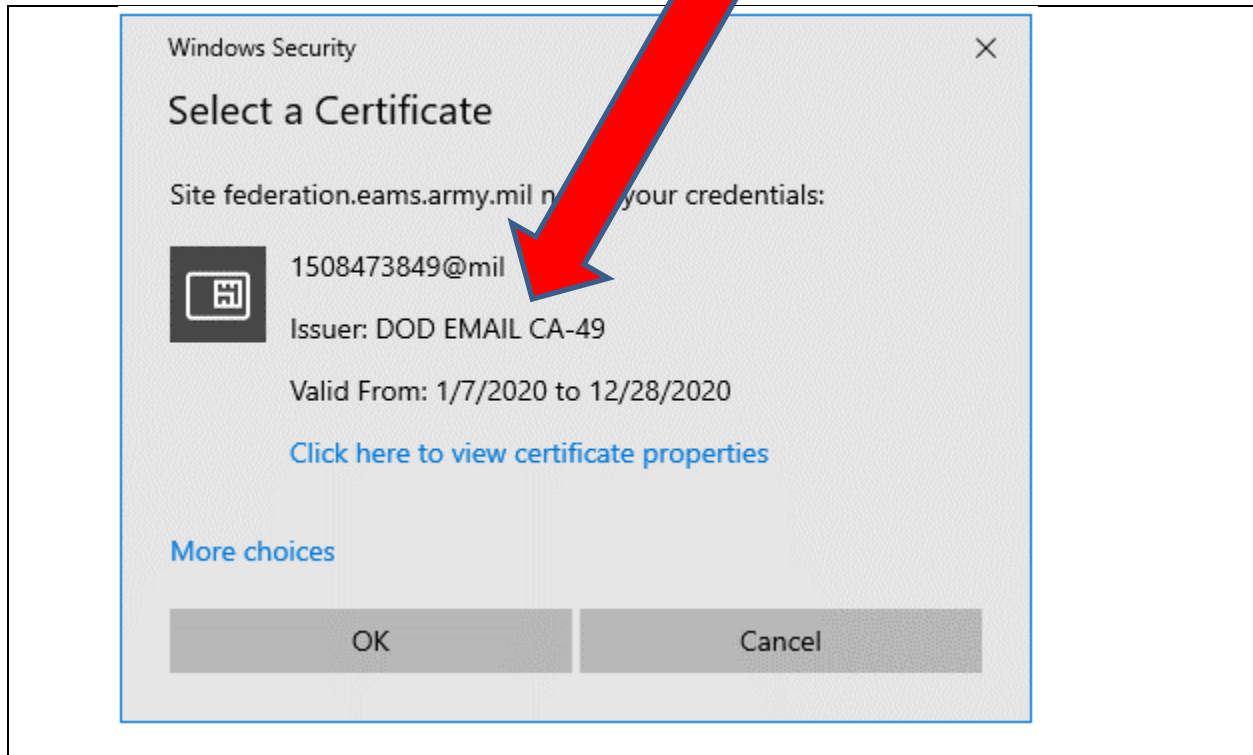 Windows Security
Select a Certificate
Site federation.eams.army.mil your credentials:
1508473849@mil
Issuer: DOD EMAIL CA-49
Valid From: 1/7/2020 to 12/28/2020
Click here to view certificate properties
More choices
OK
Cancel